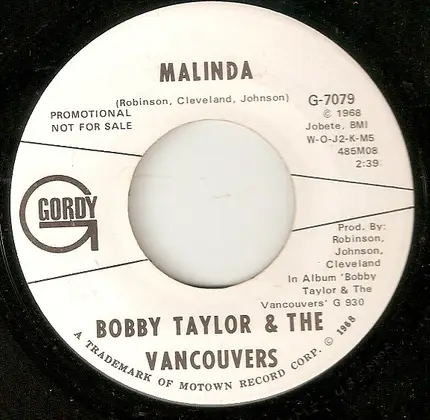 MALINDA
(Robinson, Cleveland, Johnson)
G-7079
PROMOTIONAL
NOT FOR SALE
© 1968
Jobete, BMI
W-O-J2-K-M5
485M08
2:39
GORDY
Prod. By:
Robinson,
Johnson,
Cleveland
In Album 'Bobby
Taylor & The
Vancouvers' G 930
BOBBY TAYLOR & THE
VANCOUVERS
A TRADEMARK OF MOTOWN RECORD CORP. © 1968